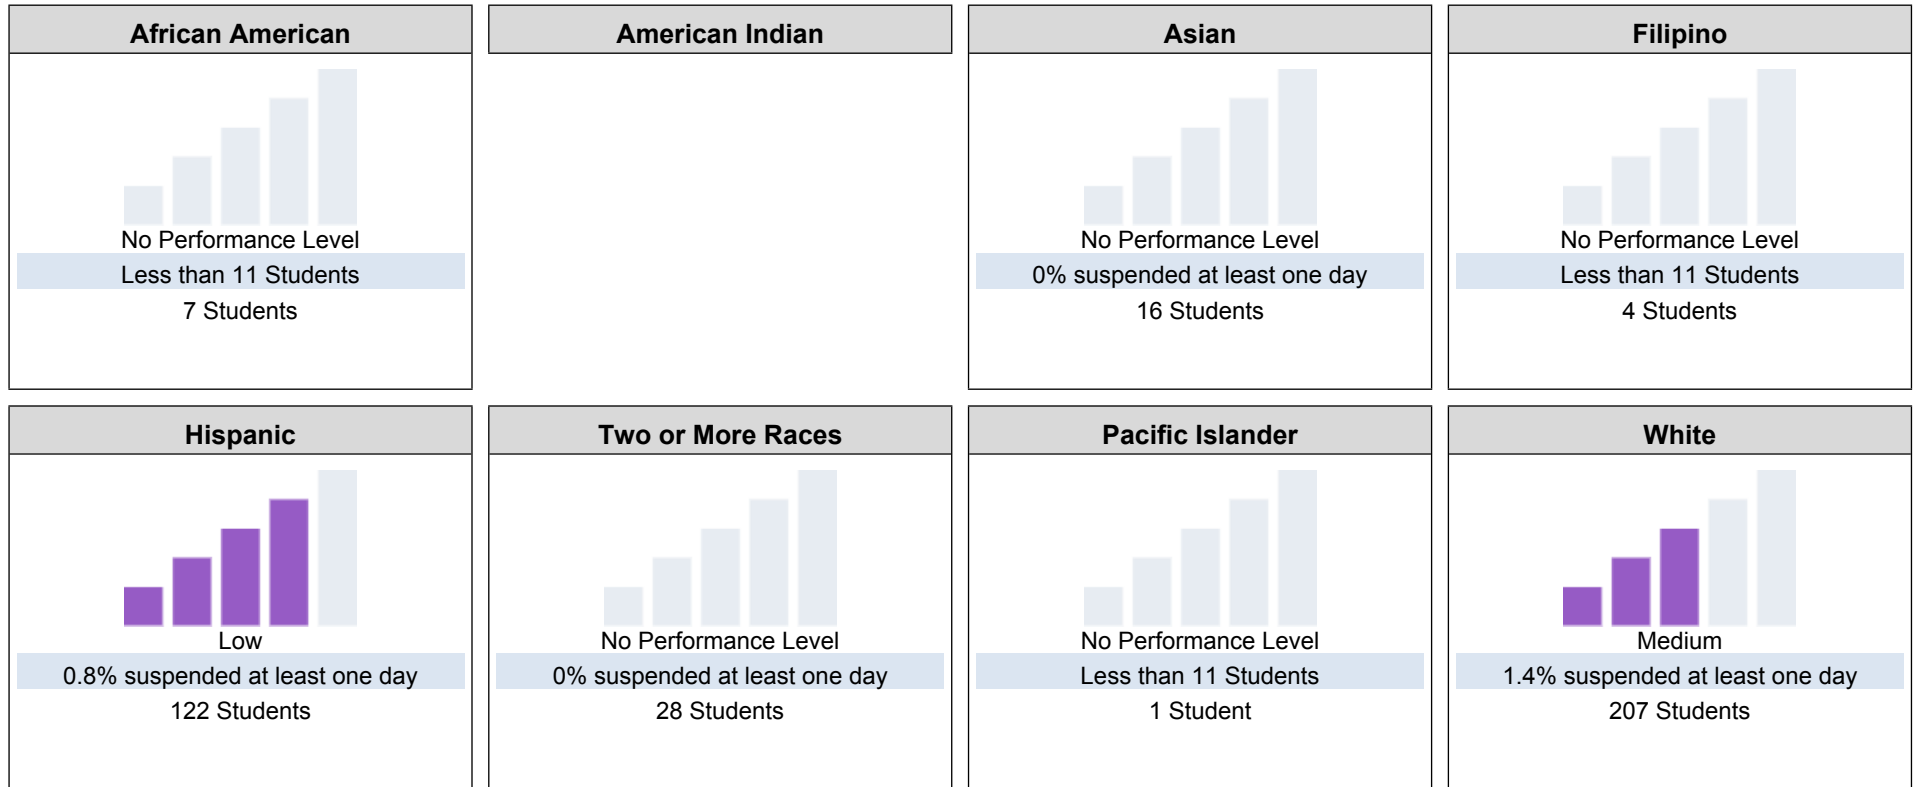 African American
No Performance Level
Less than 11 Students
7 Students
American Indian
Asian
No Performance Level
0% suspended at least one day
16 Students
Filipino
No Performance Level
Less than 11 Students
4 Students
Hispanic
Low
0.8% suspended at least one day
122 Students
Two or More Races
No Performance Level
0% suspended at least one day
28 Students
Pacific Islander
No Performance Level
Less than 11 Students
1 Student
White
Medium
1.4% suspended at least one day
207 Students